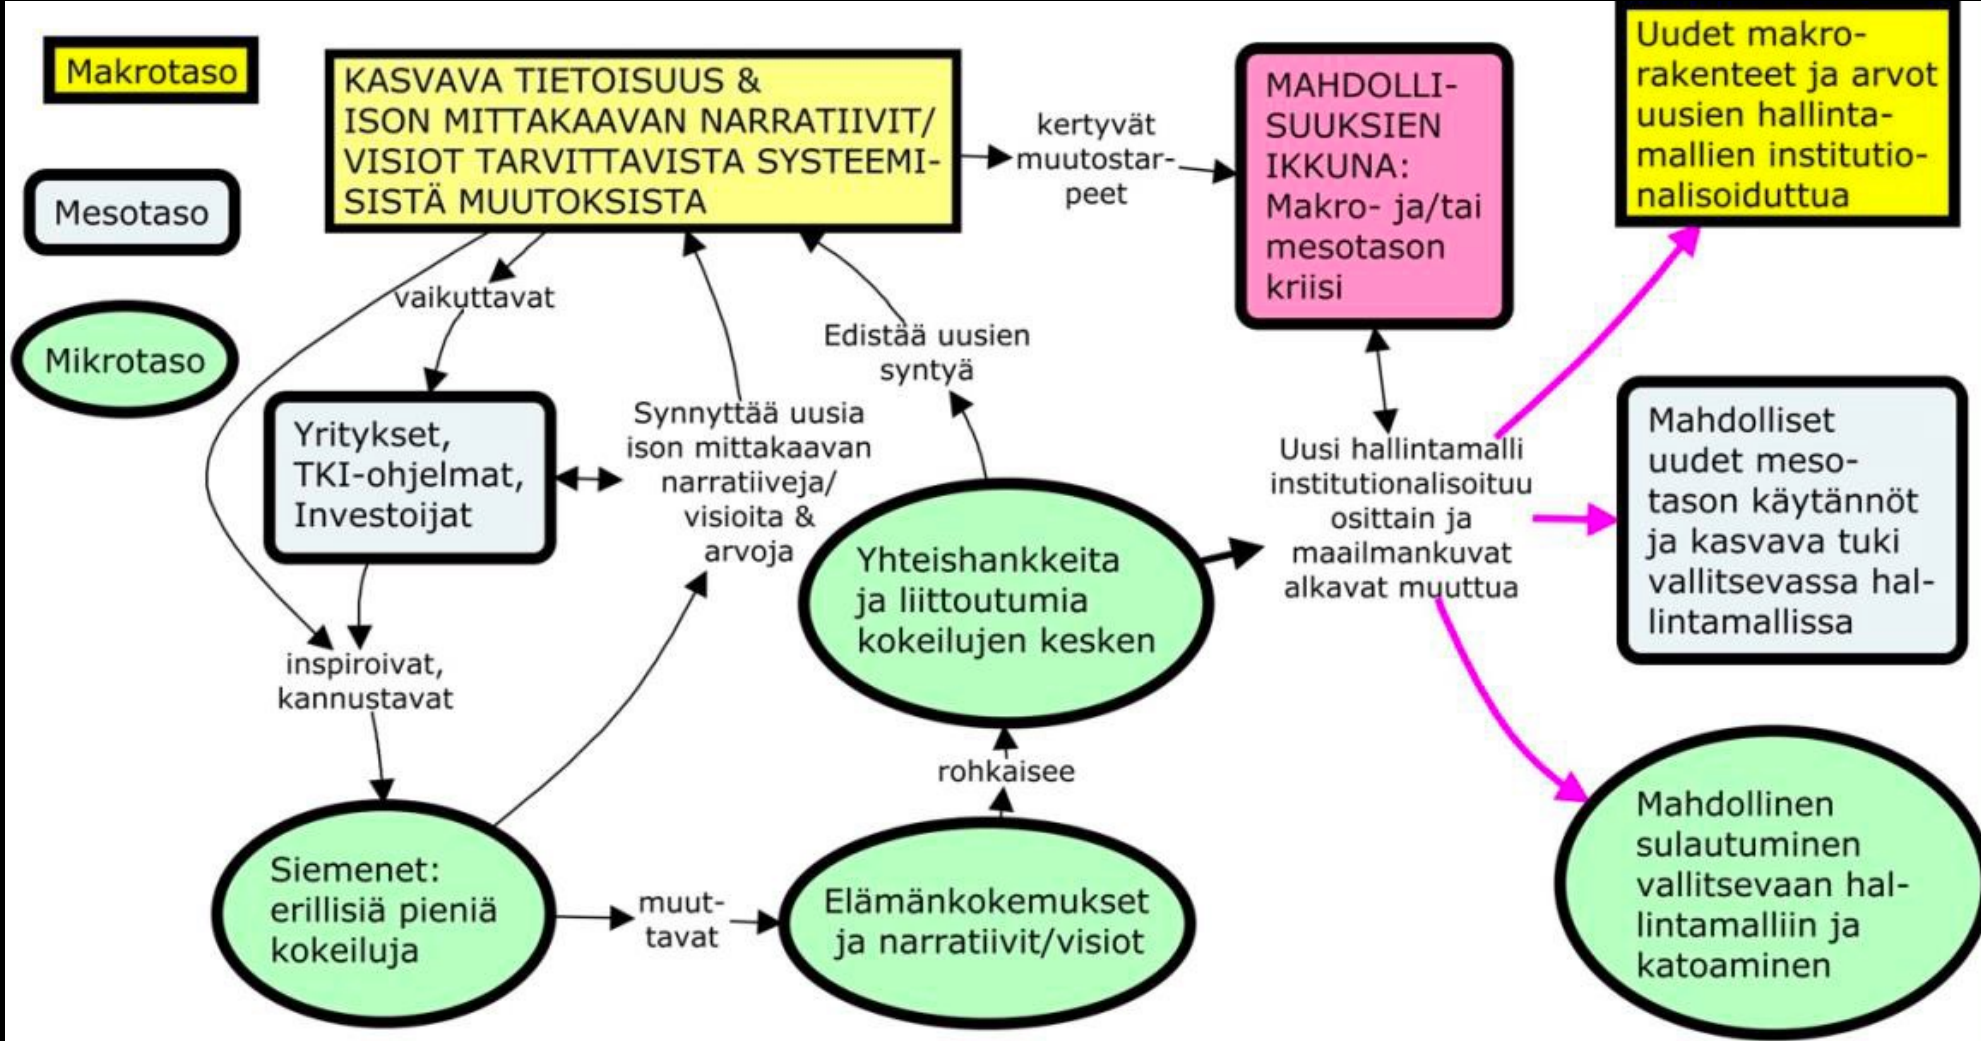 Makrotaso
Mesotaso
Mikrotaso
KASVAVA TIETOISUUS &
ISON MITTAKAAVAN NARRATIIVIT/
VISIOT TARVITTAVISTA SYSTEEMI-
SISTÄ MUUTOKSISTA
kertyvät
muutostar-
peet
MAHDOLLI-
SUUKSIEN
IKKUNA:
Makro- ja/tai
mesotason
kriisi
Uudet makro-
rakenteet ja arvot
uusien hallinta-
mallien institutio-
nalisoiduttua
vaikuttavat
Edistää uusien
syntyä
Yritykset,
TKI-ohjelmat,
Investoijat
Synnyttää uusia
ison mittakaavan
narratiiveja/
visioita &
arvoja
Uusi hallintamalli
institutionalisoituu
osittain ja
maailmankuvat
alkavat muuttua
Mahdolliset
uudet meso-
tason käytännöt
ja kasvava tuki
vallitsevassa hal-
lintamallissa
Yhteishankkeita
ja liittoutumia
kokeilujen kesken
inspiroivat,
kannustavat
rohkaisee
Siemenet:
erillisiä pieniä
kokeiluja
muut-
tavat
Elämänkokemukset
ja narratiivit/visiot
Mahdollinen
sulautuminen
vallitsevaan hal-
lintamalliin ja
katoaminen